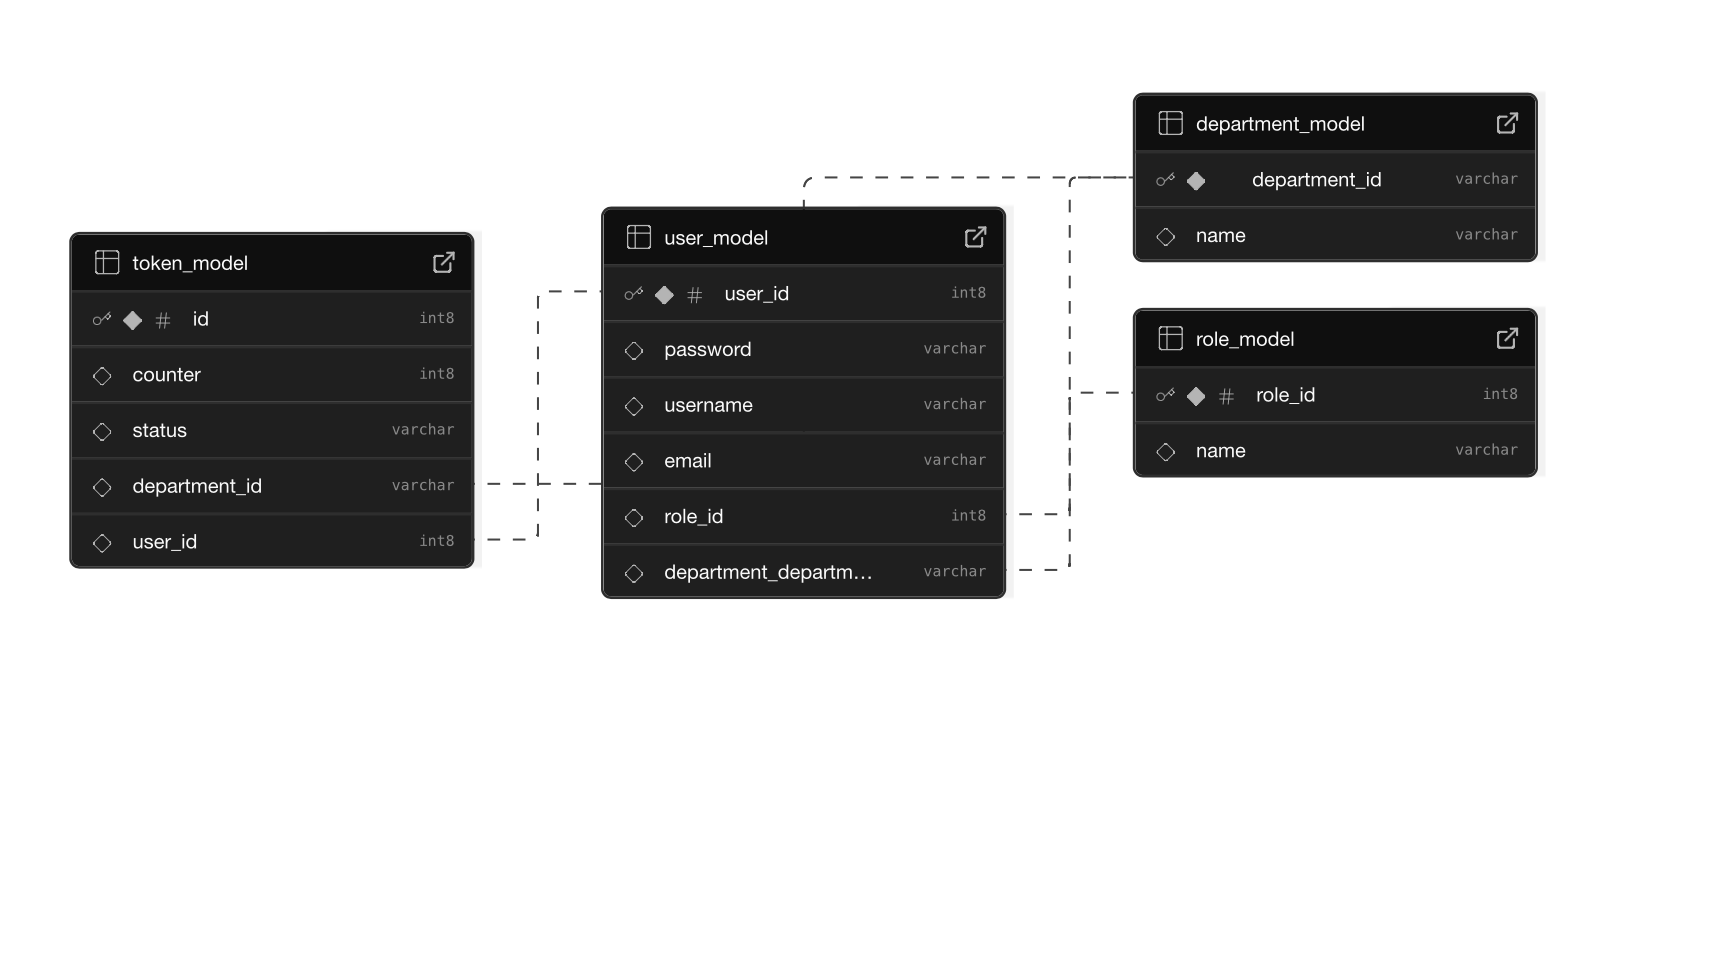 token_model
# id int8
counter int8
status varchar
department_id varchar
user_id int8
user_model
# user_id int8
password varchar
username varchar
email varchar
role_id int8
department_departm... varchar
department_model
department_id varchar
name varchar
role_model
# role_id int8
name varchar